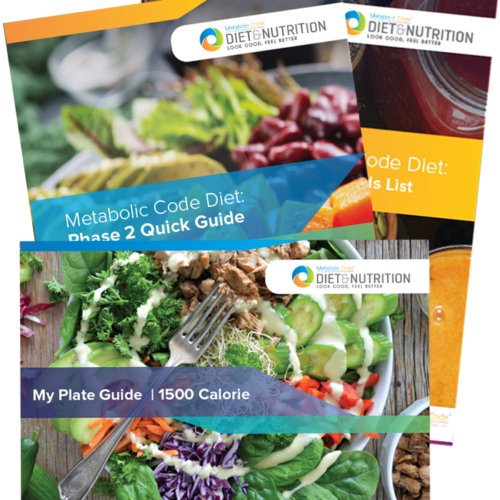 Metabolic Code®
DIET&NUTRITION
LOOK GOOD, FEEL BETTER
Metabolic Code Diet:
Phase 2 Quick Guide
Metabolic Code®
DIET&NUTRITION
LOOK GOOD, FEEL BETTER
ode Diet:
ls List
Code®
Metabolic Code®
DIET&NUTRITION
LOOK GOOD, FEEL BETTER
My Plate Guide | 1500 Calorie